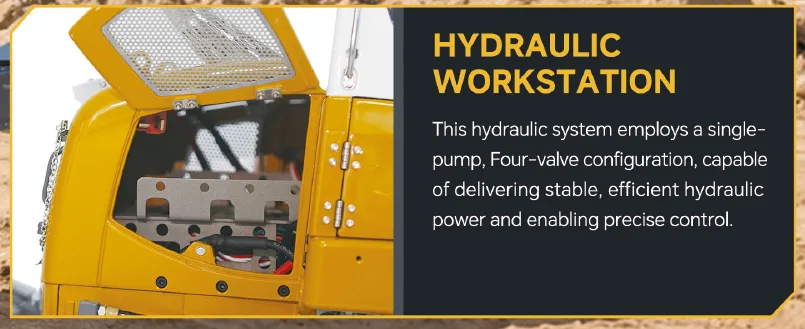 HYDRAULIC
WORKSTATION
This hydraulic system employs a single-
pump, Four-valve configuration, capable
of delivering stable, efficient hydraulic
power and enabling precise control.